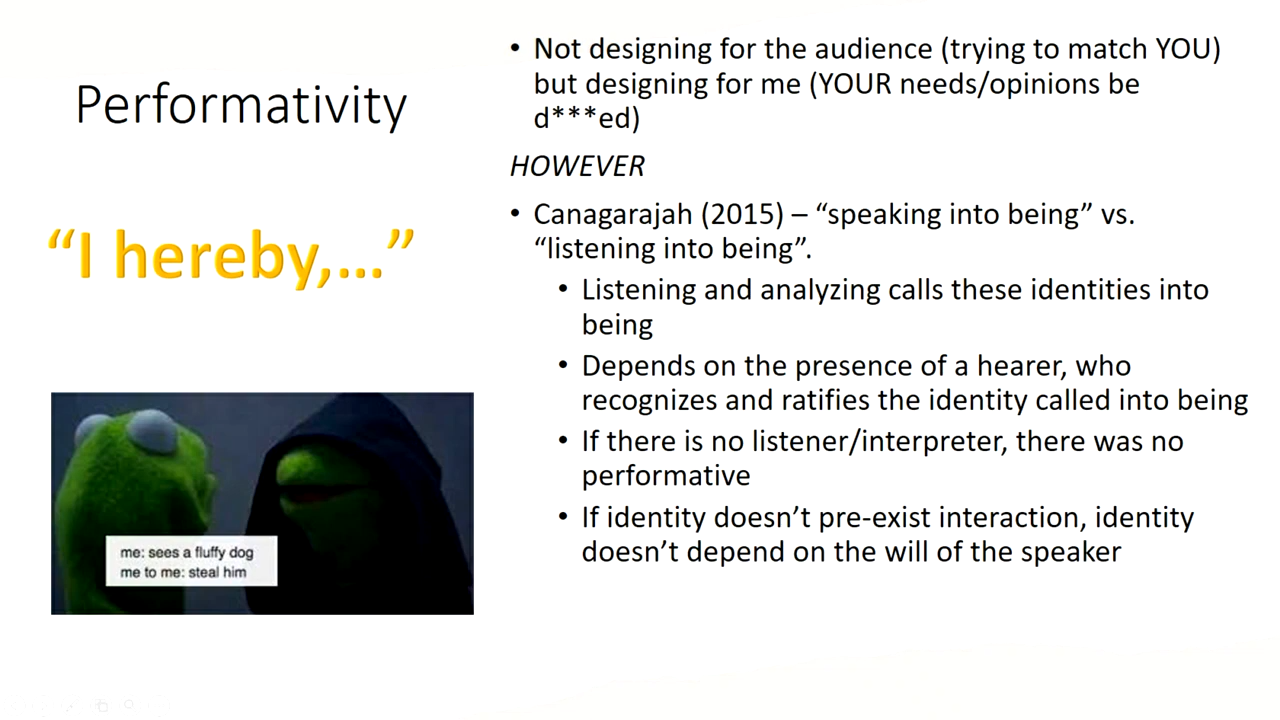 Performativity
“I hereby,…”
me: sees a fluffy dog
me to me: steal him
• Not designing for the audience (trying to match YOU)
but designing for me (YOUR needs/opinions be
d***ed)
HOWEVER
• Canagarajah (2015) – “speaking into being” vs.
“listening into being”.
• Listening and analyzing calls these identities into
being
• Depends on the presence of a hearer, who
recognizes and ratifies the identity called into being
• If there is no listener/interpreter, there was no
performative
• If identity doesn’t pre-exist interaction, identity
doesn’t depend on the will of the speaker